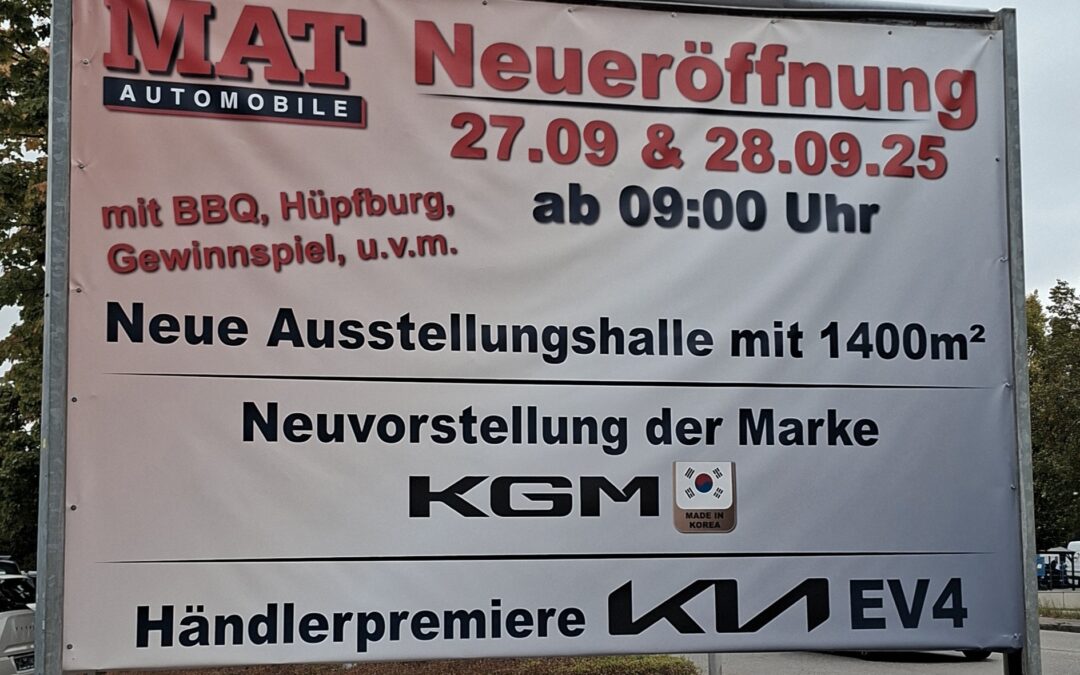 MAT
AUTOMOBILE
Neueröffnung
27.09 & 28.09.25
ab 09:00 Uhr
mit BBQ, Hüpfburg,
Gewinnspiel, u.v.m.
Neue Ausstellungshalle mit 1400m²
Neuvorstellung der Marke
KGM
MADE IN
KOREA
Händlerpremiere KIA EV4